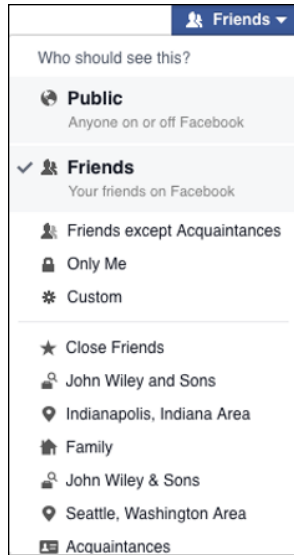 Friends
Who should see this?
Public
Anyone on or off Facebook
Friends
Your friends on Facebook
Friends except Acquaintances
Only Me
Custom
Close Friends
John Wiley and Sons
Indianapolis, Indiana Area
Family
John Wiley & Sons
Seattle, Washington Area
Acquaintances